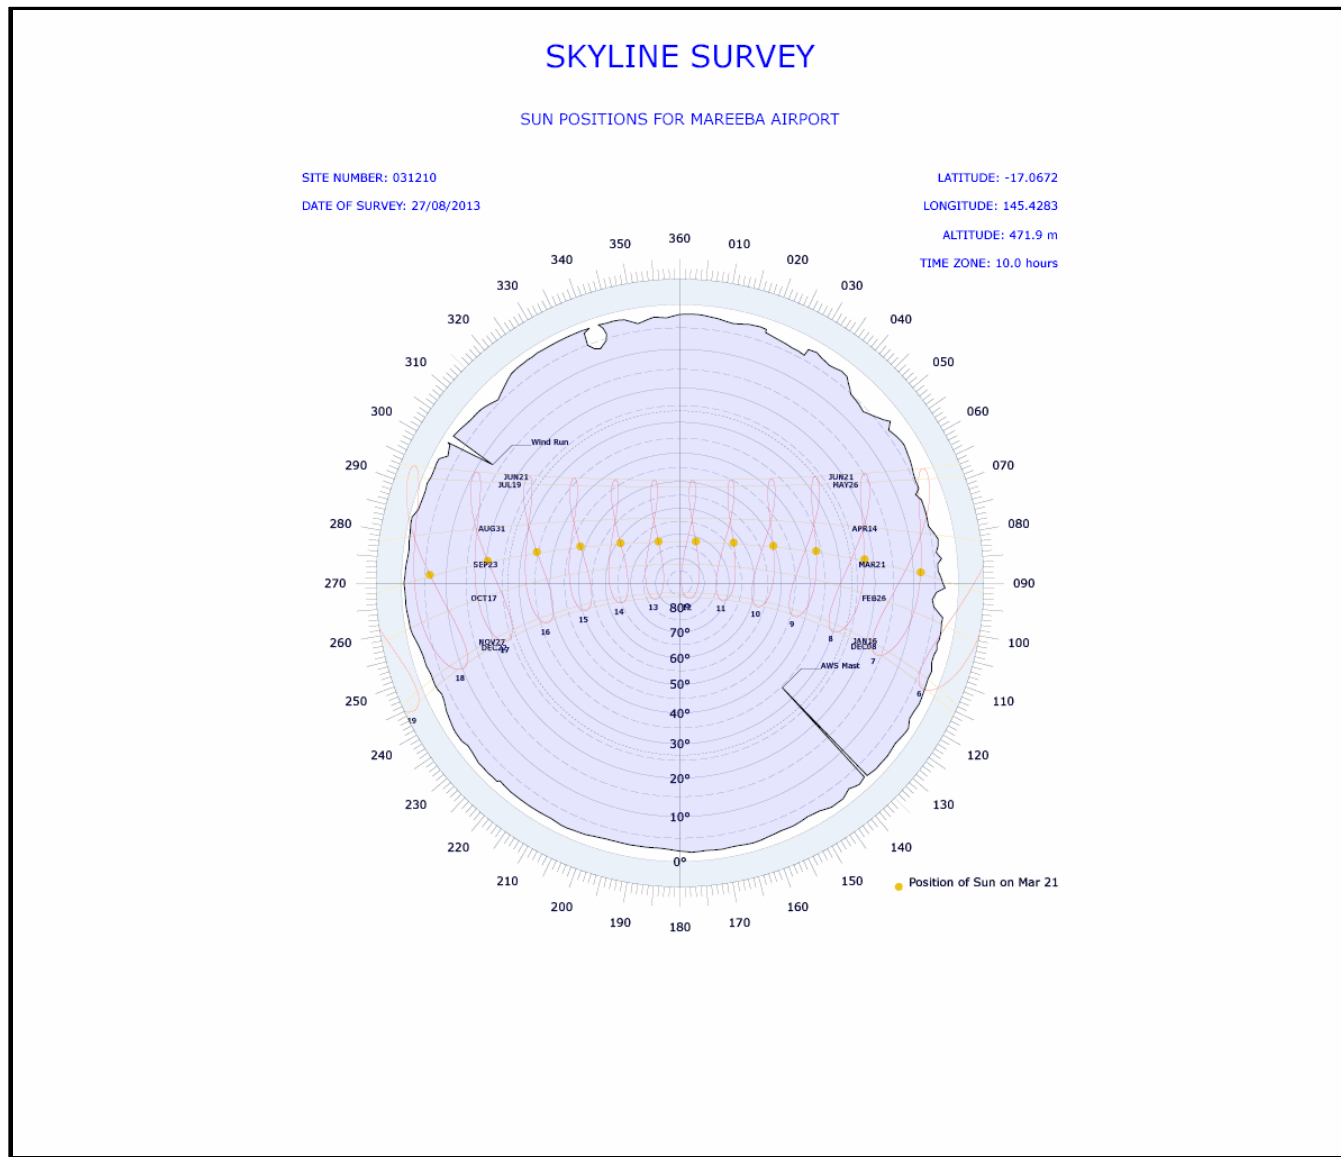 SKYLINE SURVEY
SUN POSITIONS FOR MAREEBA AIRPORT
SITE NUMBER: 031210
LATITUDE: -17.0672
DATE OF SURVEY: 27/08/2013
LONGITUDE: 145.4283
ALTITUDE: 471.9 m
TIME ZONE: 10.0 hours
360
350 010
340 020
330 030
320 040
310 050
300 060
290 070
280 080
270 090
260 100
250 110
240 120
230 130
220 140
210 150
200 160
190 170
180
Wind Run
JUN21 JUN21
JUL19 MAY26
AUG31 APR14
SEP23 MAR21
OCT17 FEB26
NOV27 JAN16
DEC22 DEC08
19 18 17 16 15 14 13 12 11 10 9 8 7 6
AWS Mast
80°
70°
60°
50°
40°
30°
20°
10°
0°
Position of Sun on Mar 21